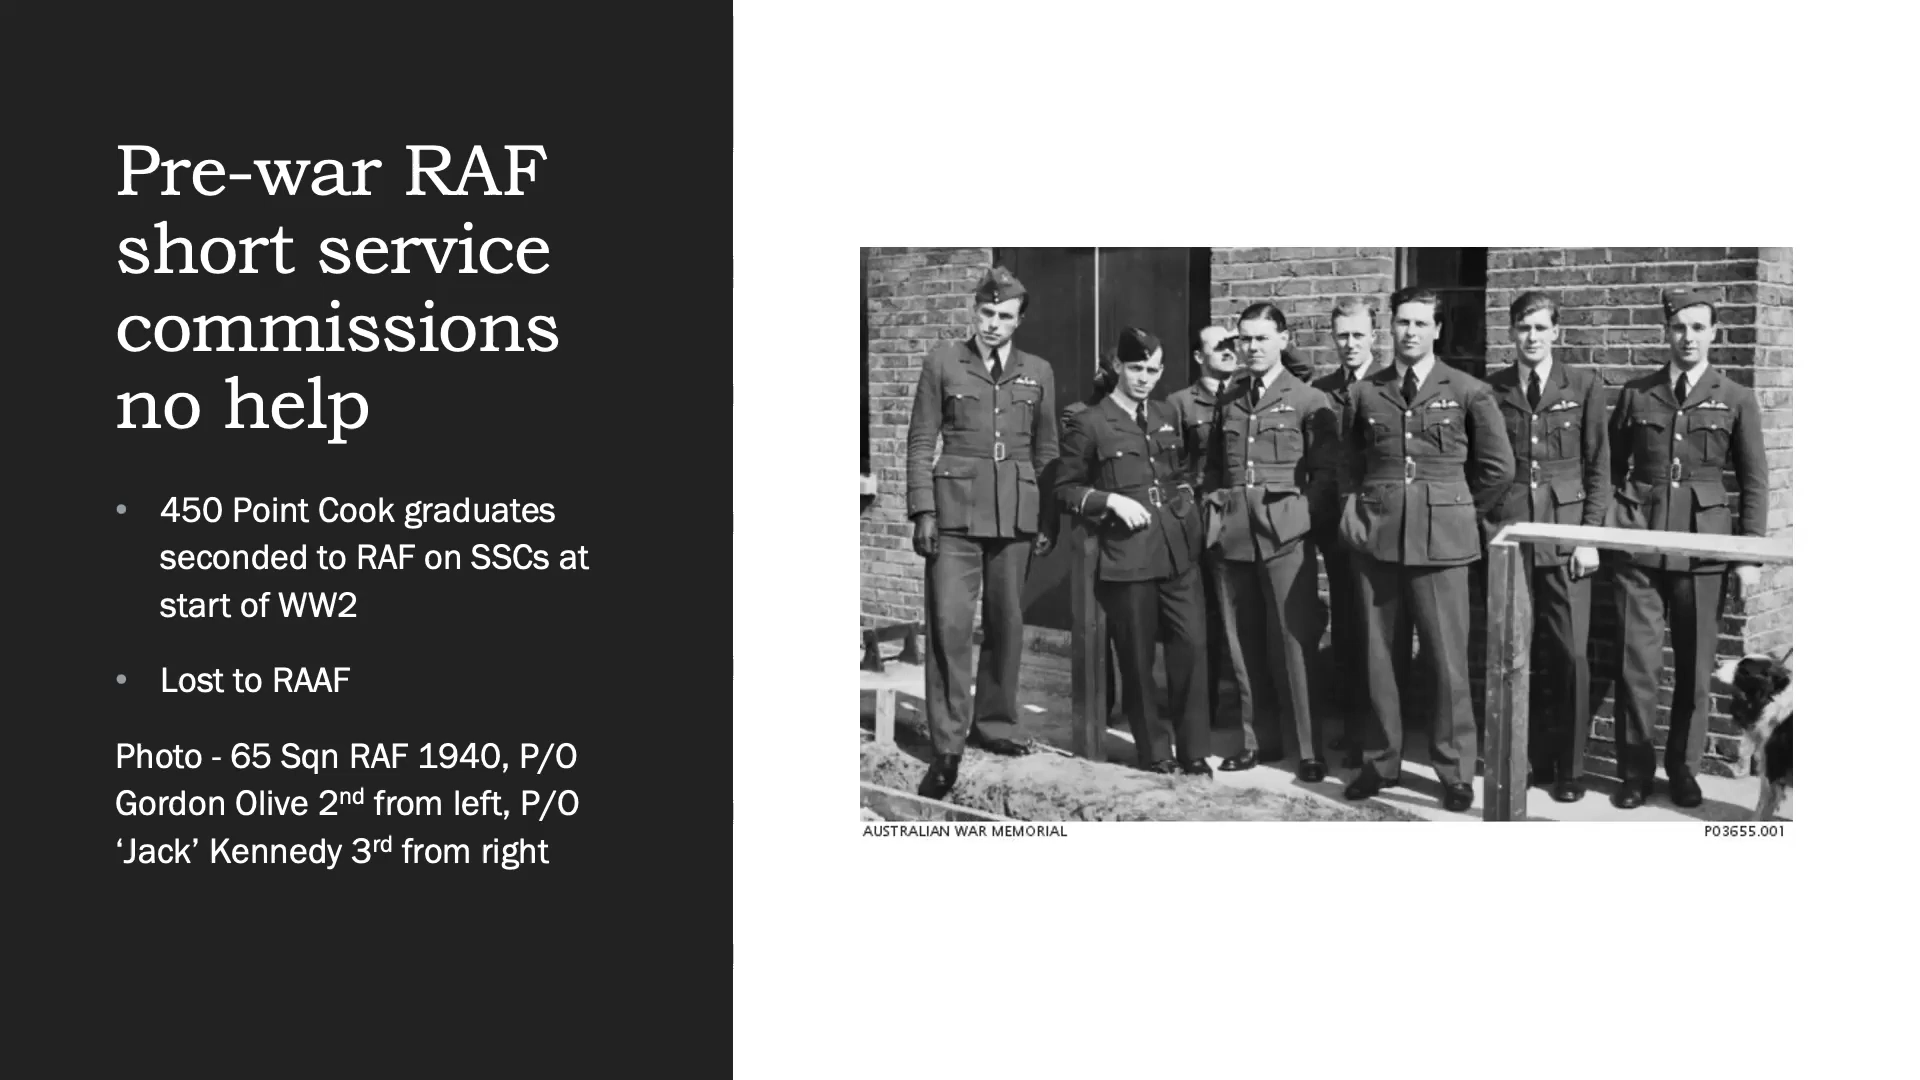 Pre-war RAF
short service
commissions
no help
• 450 Point Cook graduates
seconded to RAF on SSCs at
start of WW2
• Lost to RAAF
Photo - 65 Sqn RAF 1940, P/O
Gordon Olive 2nd from left, P/O
‘Jack’ Kennedy 3rd from right
AUSTRALIAN WAR MEMORIAL P03655.001